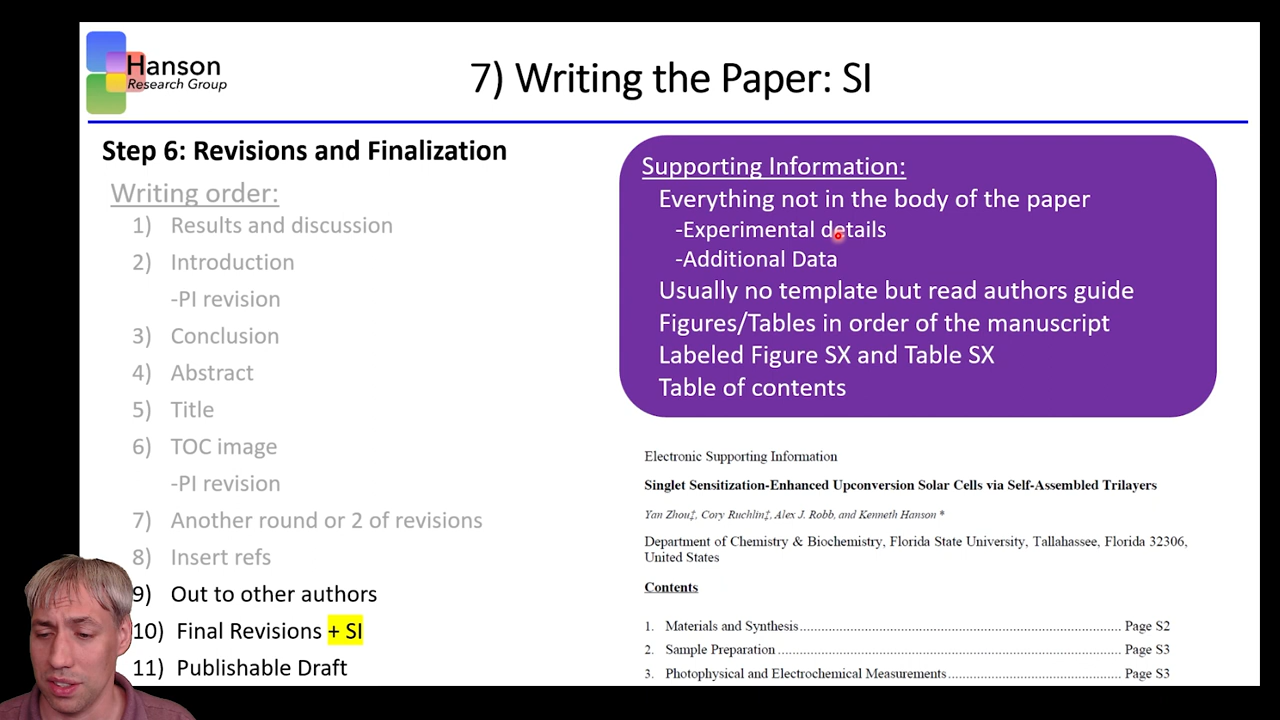 Hanson
Research Group
7) Writing the Paper: SI
Step 6: Revisions and Finalization
Writing order:
1) Results and discussion
2) Introduction
-PI revision
3) Conclusion
4) Abstract
5) Title
6) TOC image
-PI revision
7) Another round or 2 of revisions
8) Insert refs
9) Out to other authors
10) Final Revisions + SI
11) Publishable Draft
Supporting Information:
Everything not in the body of the paper
-Experimental details
-Additional Data
Usually no template but read authors guide
Figures/Tables in order of the manuscript
Labeled Figure SX and Table SX
Table of contents
Electronic Supporting Information
Singlet Sensitization-Enhanced Upconversion Solar Cells via Self-Assembled Trilayers
Yan Zhou‡, Cory Ruchlin‡, Alex J. Robb, and Kenneth Hanson *
Department of Chemistry & Biochemistry, Florida State University, Tallahassee, Florida 32306,
United States
Contents
1. Materials and Synthesis........ Page S2
2. Sample Preparation ........ Page S3
3. Photophysical and Electrochemical Measurements........ Page S3